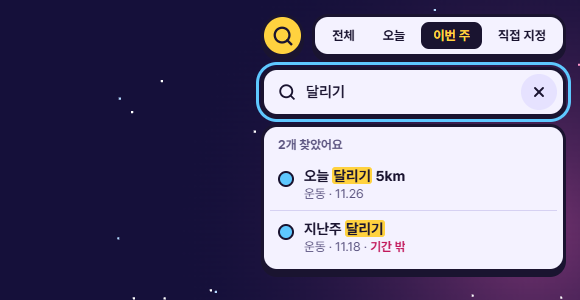 전체 오늘 이번 주 직접 지정
달리기
2개 찾았어요
오늘 달리기 5km
운동 · 11.26
지난주 달리기
운동 · 11.18 · 기간 밖